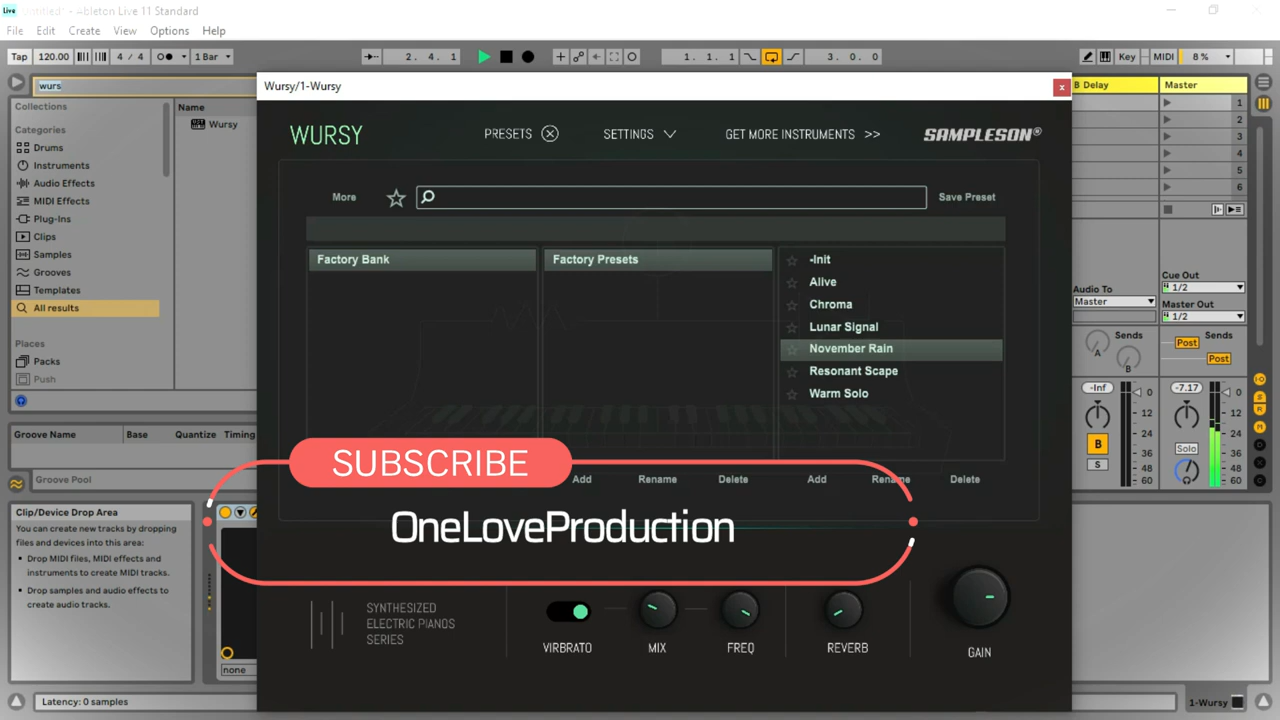 Live Untitled* - Ableton Live 11 Standard
File Edit Create View Options Help
Tap 120.00 4 / 4 1 Bar 2. 4. 1 1. 1. 1 3. 0. 0 Key MIDI 8 %
wurs
Collections
Categories
Drums
Instruments
Audio Effects
MIDI Effects
Plug-Ins
Clips
Samples
Grooves
Templates
All results
Places
Packs
Push
Name
Wursy
Groove Name Base Quantize Timing
Groove Pool
Clip/Device Drop Area
You can create new tracks by dropping
files and devices into this area:
Drop MIDI files, MIDI effects and
instruments to create MIDI tracks.
Drop samples and audio effects to
create audio tracks.
none
Latency: 0 samples
Wursy/1-Wursy x
WURSY PRESETS SETTINGS GET MORE INSTRUMENTS >> SAMPLESON®
More Save Preset
Factory Bank
Factory Presets
-Init
Alive
Chroma
Lunar Signal
November Rain
Resonant Scape
Warm Solo
Add Rename Delete Add Rename Delete
SUBSCRIBE
OneLoveProduction
SYNTHESIZED
ELECTRIC PIANOS
SERIES
VIRBRATO MIX FREQ REVERB GAIN
B Delay Master
1
2
3
4
5
6
Cue Out
1/2
Audio To
Master
Master Out
1/2
Sends
Post
Sends
Post
A
B
-Inf 0
12
24
36
48
60
B
S
-7.17 0
12
24
36
48
60
Solo
1-Wursy